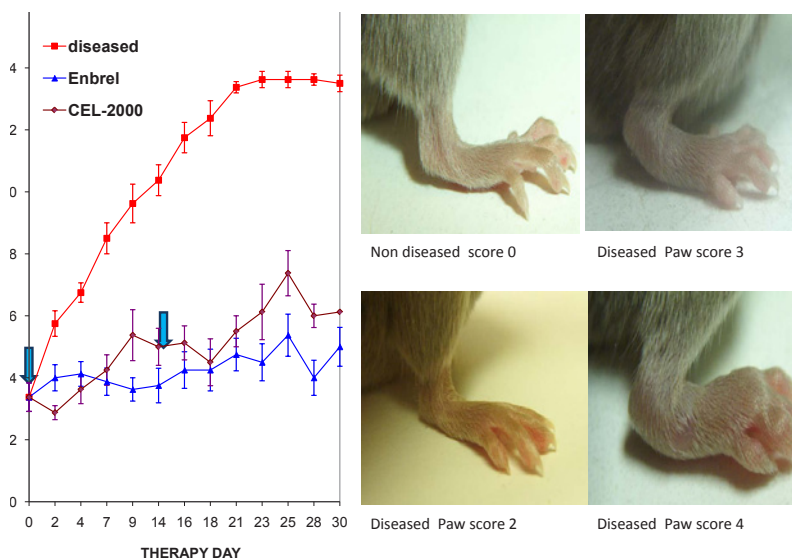 diseased
Enbrel
CEL-2000
4
2
0
8
6
4
2
0
0 2 4 7 9 14 16 18 21 23 25 28 30
THERAPY DAY
Non diseased score 0
Diseased Paw score 3
Diseased Paw score 2
Diseased Paw score 4